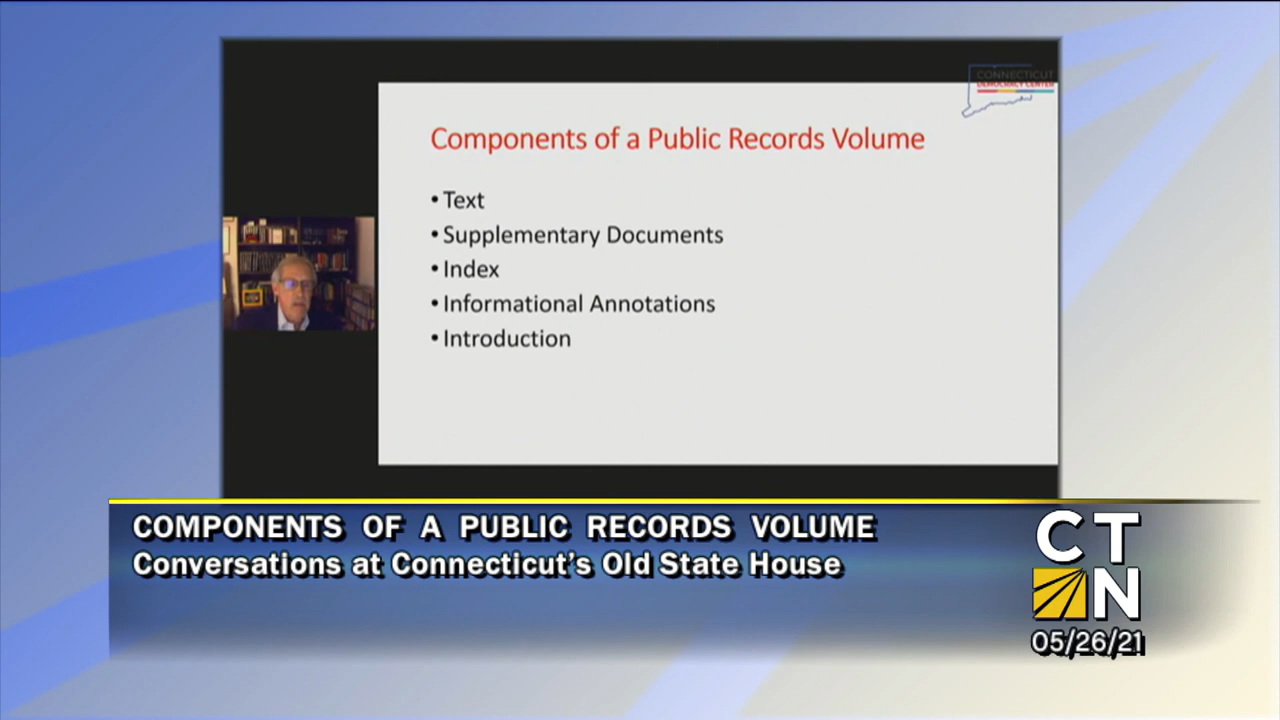 CONNECTICUT
DEMOCRACY CENTER
Components of a Public Records Volume
• Text
• Supplementary Documents
• Index
• Informational Annotations
• Introduction
COMPONENTS OF A PUBLIC RECORDS VOLUME
Conversations at Connecticut's Old State House
CT
N
05/26/21